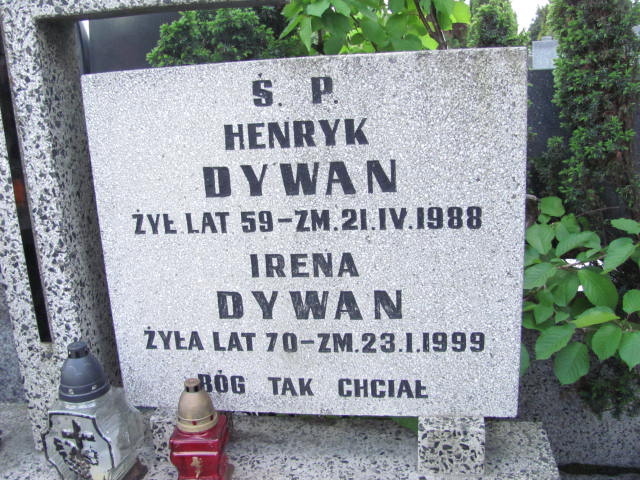 Ś. P.
HENRYK
DYWAN
ŻYŁ LAT 59-ZM. 21.IV.1988
IRENA
DYWAN
ŻYŁA LAT 70-ZM. 23.I.1999
BÓG TAK CHCIAŁ